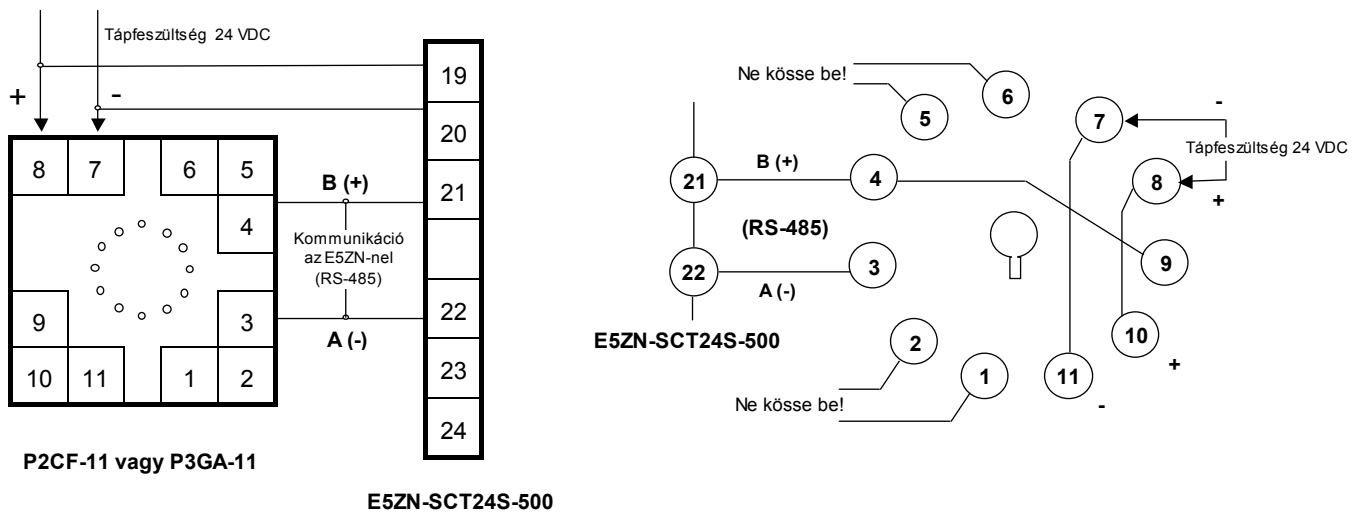 Tápfeszültség 24 VDC
+
-
8
7
6
5
4
9
3
10
11
1
2
B (+)
Kommunikáció
az E5ZN-nel
(RS-485)
A (-)
19
20
21
22
23
24
P2CF-11 vagy P3GA-11
E5ZN-SCT24S-500
Ne kösse be!
6
5
7
-
Tápfeszültség 24 VDC
8
+
21
B (+)
4
(RS-485)
9
22
A (-)
3
E5ZN-SCT24S-500
2
10
+
1
11
-
Ne kösse be!